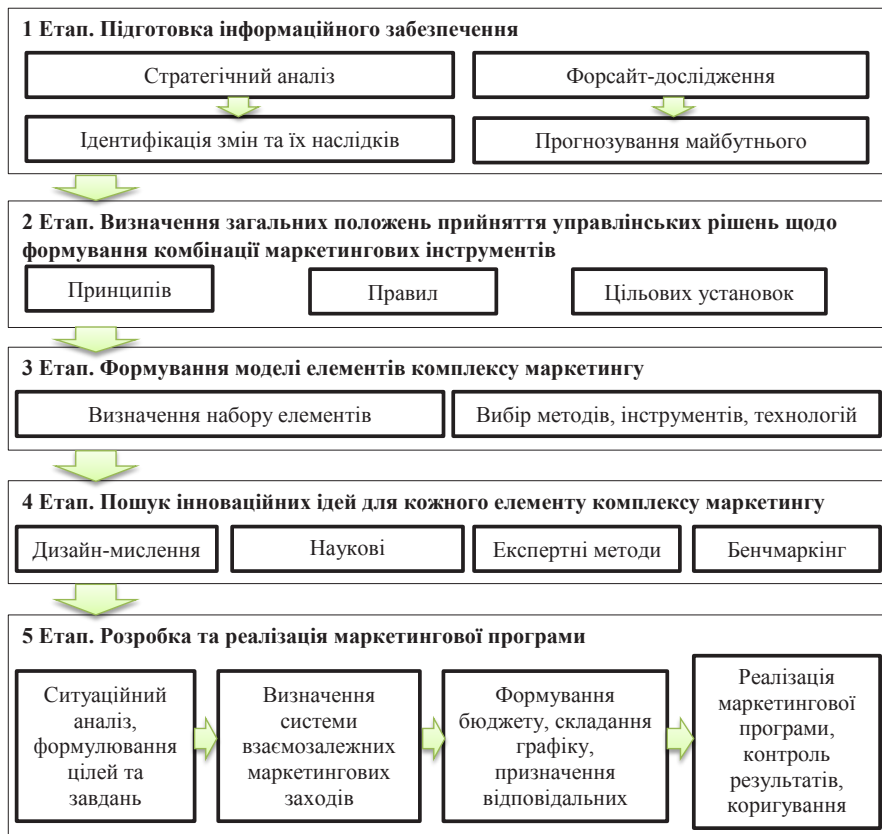 1 Етап. Підготовка інформаційного забезпечення
Стратегічний аналіз
Форсайт-дослідження
Ідентифікація змін та їх наслідків
Прогнозування майбутнього
2 Етап. Визначення загальних положень прийняття управлінських рішень щодо
формування комбінації маркетингових інструментів
Принципів
Правил
Цільових установок
3 Етап. Формування моделі елементів комплексу маркетингу
Визначення набору елементів
Вибір методів, інструментів, технологій
4 Етап. Пошук інноваційних ідей для кожного елементу комплексу маркетингу
Дизайн-мислення
Наукові
Експертні методи
Бенчмаркінг
5 Етап. Розробка та реалізація маркетингової програми
Ситуаційний
аналіз,
формулювання
цілей та
завдань
Визначення
системи
взаємозалежних
маркетингових
заходів
Формування
бюджету, складання
графіку,
призначення
відповідальних
Реалізація
маркетингової
програми,
контроль
результатів,
коригування